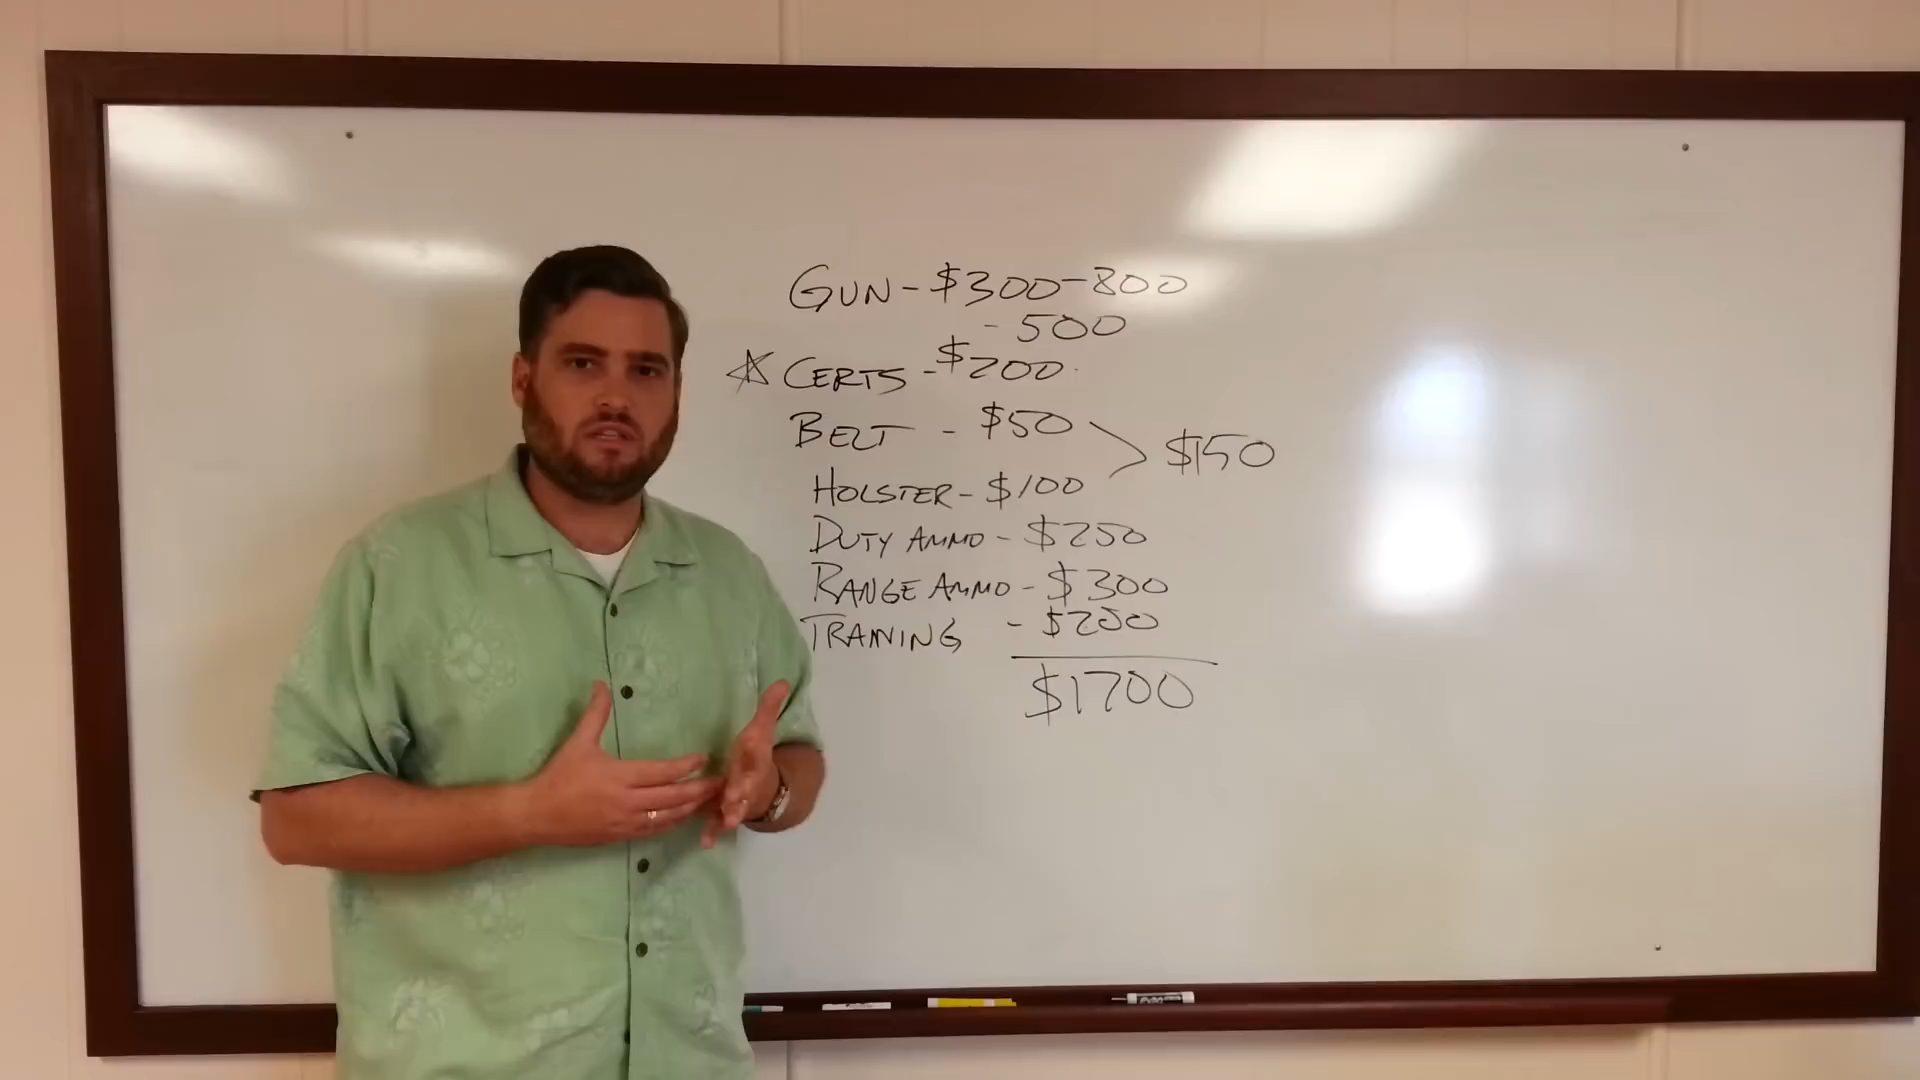 GUN - $300-800
- 500
☆ CERTS - $200
BELT - $50
$150
HOLSTER - $100
DUTY AMMO - $250
RANGE AMMO - $300
TRAINING - $250
$1700